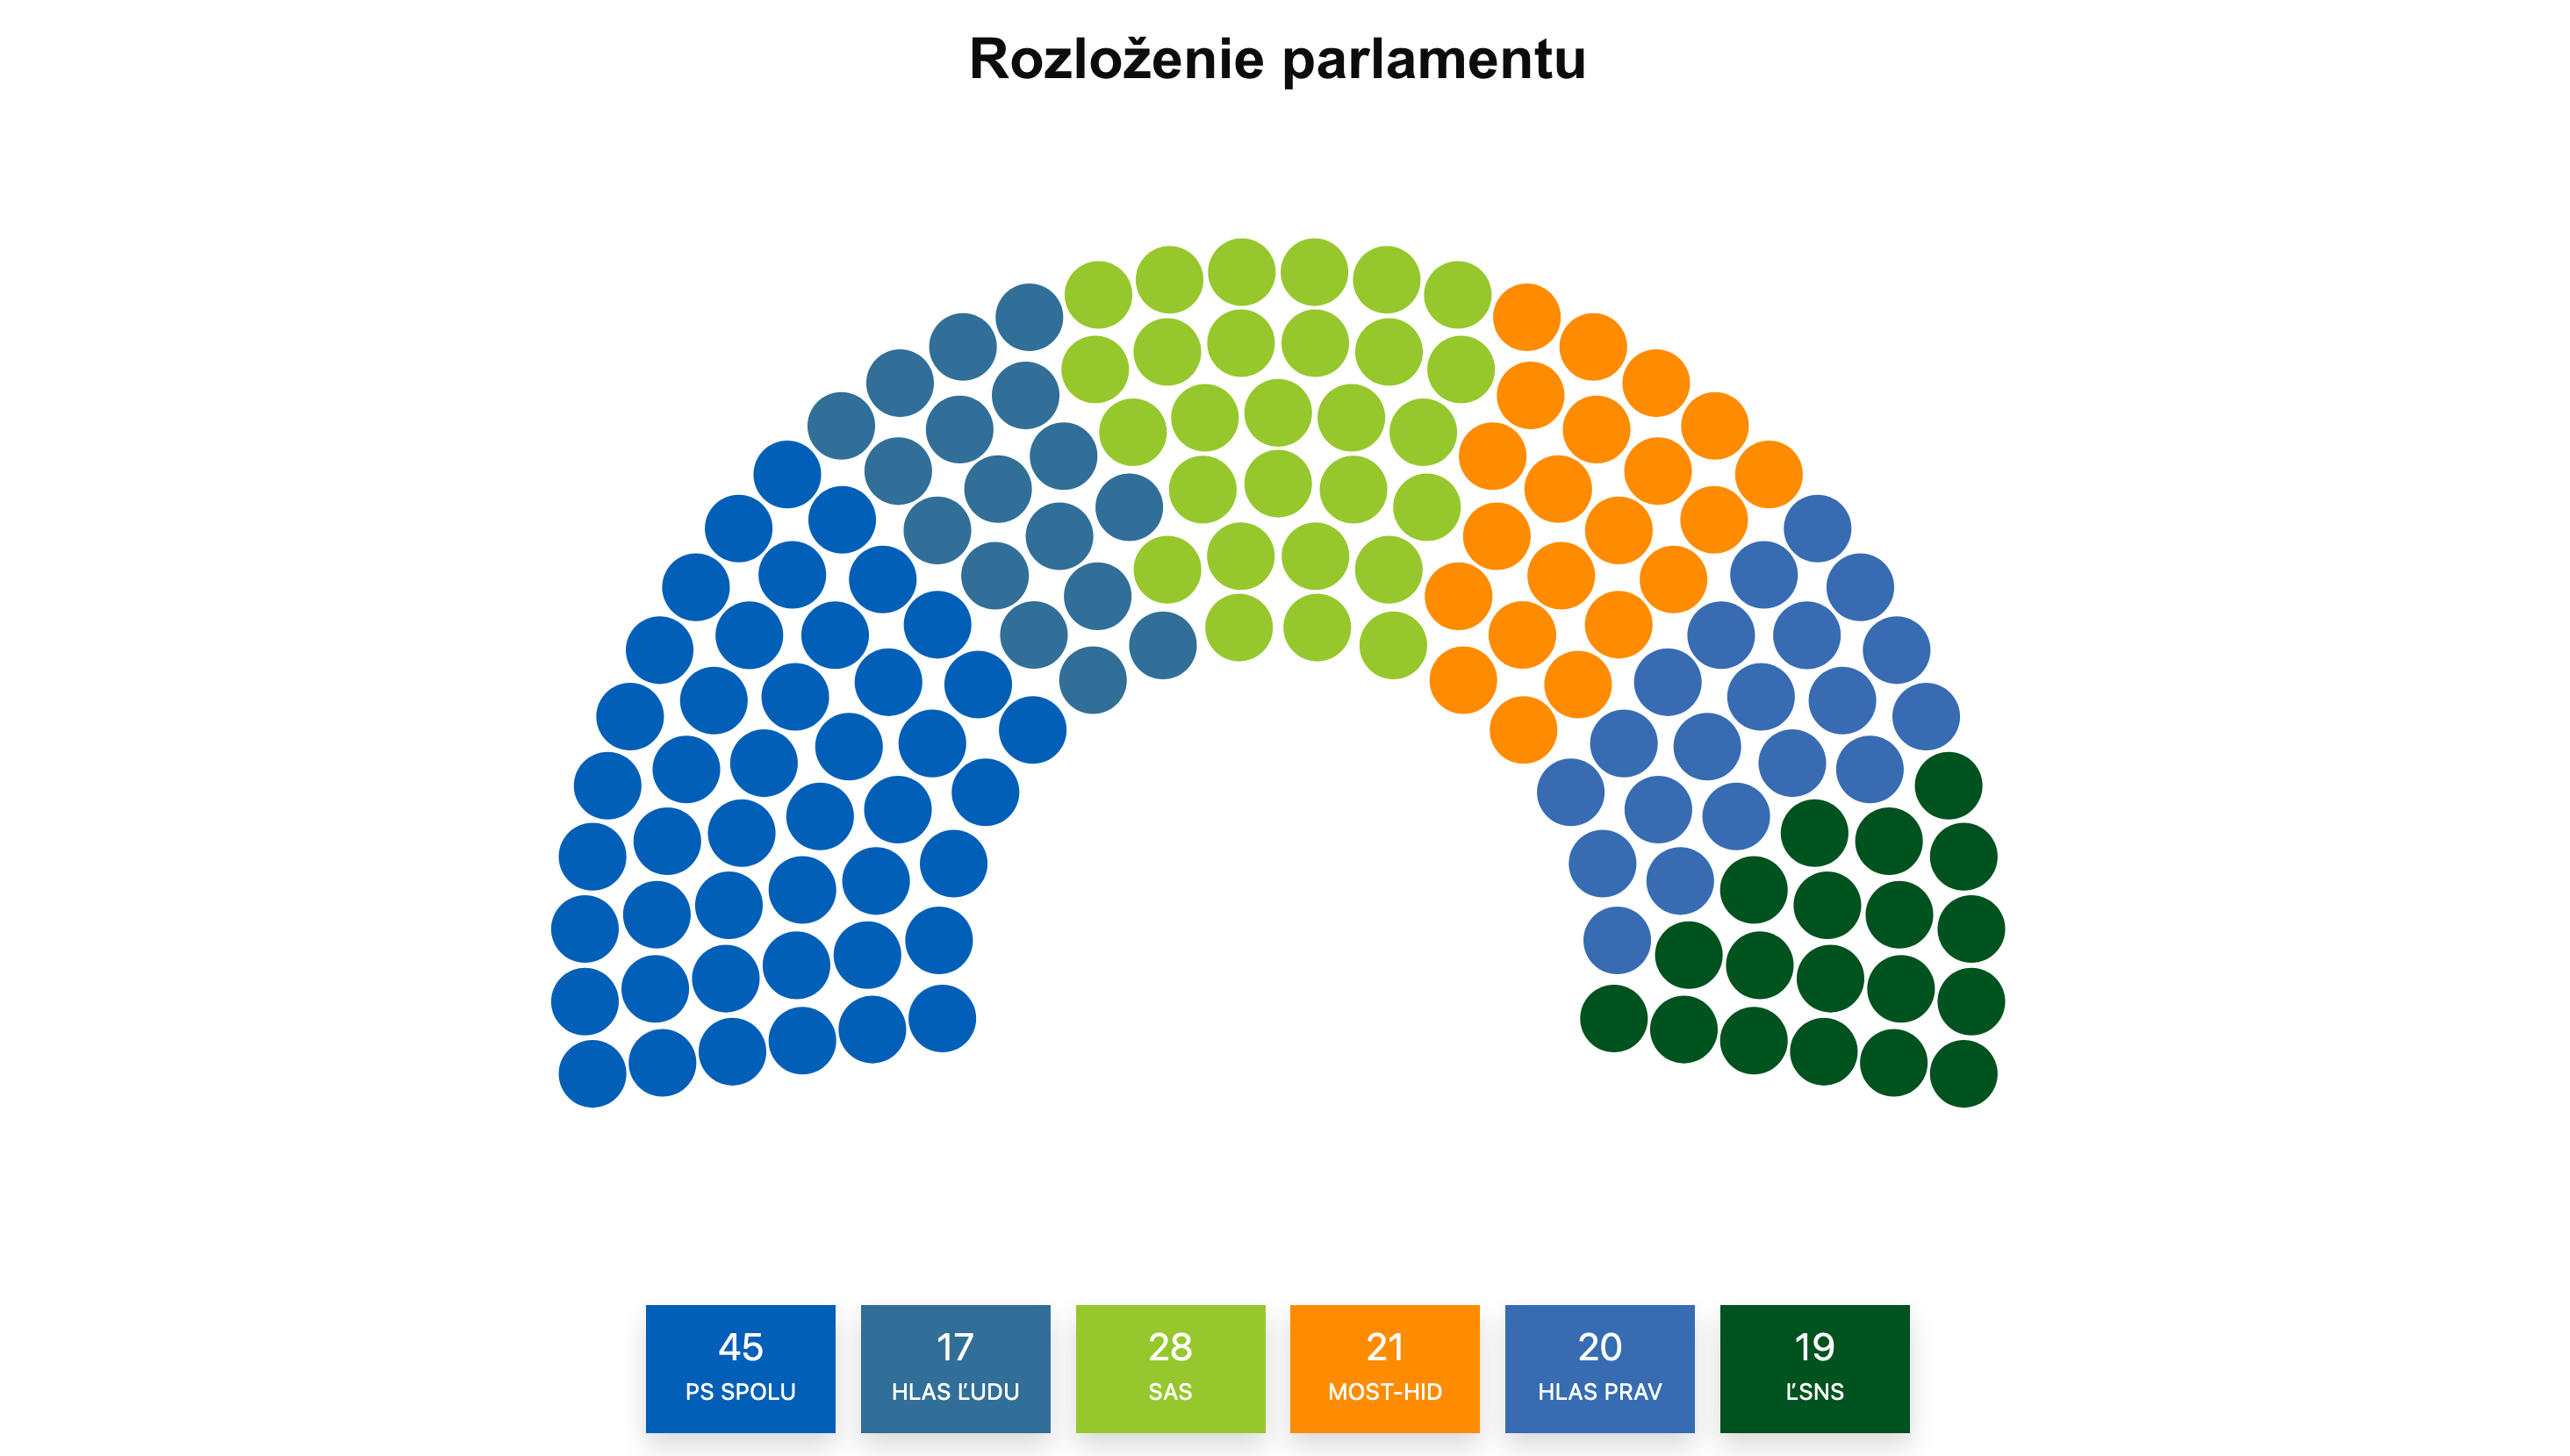 Rozloženie parlamentu
45
PS SPOLU
17
HLAS ĽUDU
28
SAS
21
MOST-HID
20
HLAS PRAV
19
ĽSNS